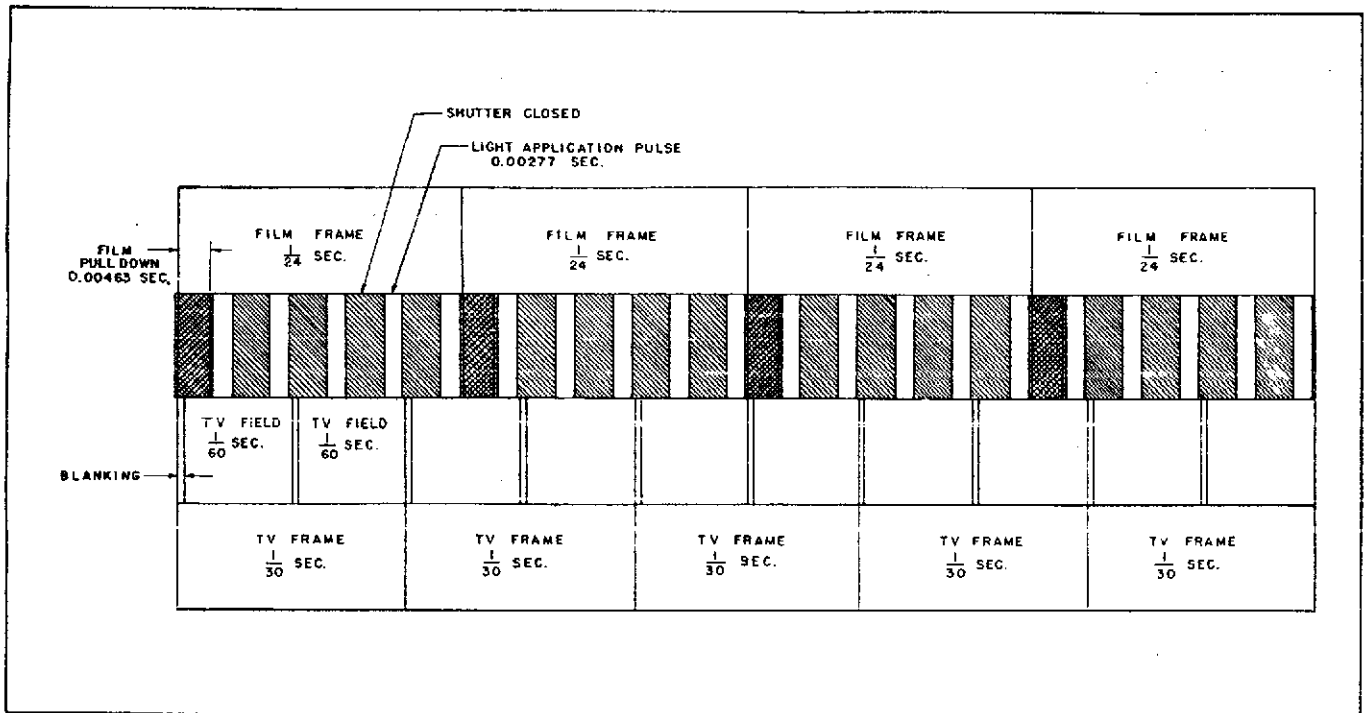 SHUTTER CLOSED
LIGHT APPLICATION PULSE
0.00277 SEC.
FILM
PULL DOWN
0.00463 SEC.
FILM FRAME
1/24 SEC.
FILM FRAME
1/24 SEC.
FILM FRAME
1/24 SEC.
FILM FRAME
1/24 SEC.
TV FIELD
1/60 SEC.
TV FIELD
1/60 SEC.
BLANKING
TV FRAME
1/30 SEC.
TV FRAME
1/30 SEC.
TV FRAME
1/30 SEC.
TV FRAME
1/30 SEC.
TV FRAME
1/30 SEC.